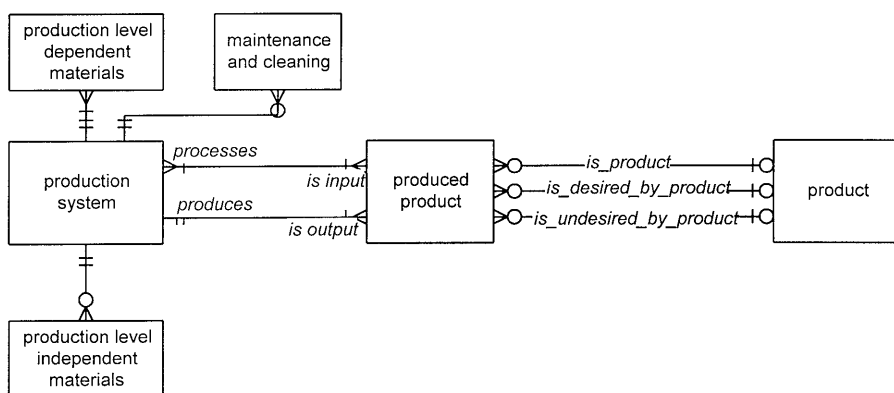 production level
dependent
materials
maintenance
and cleaning
production
system
processes
is input
produces
is output
produced
product
is_product
is_desired_by_product
is_undesired_by_product
product
production level
independent
materials